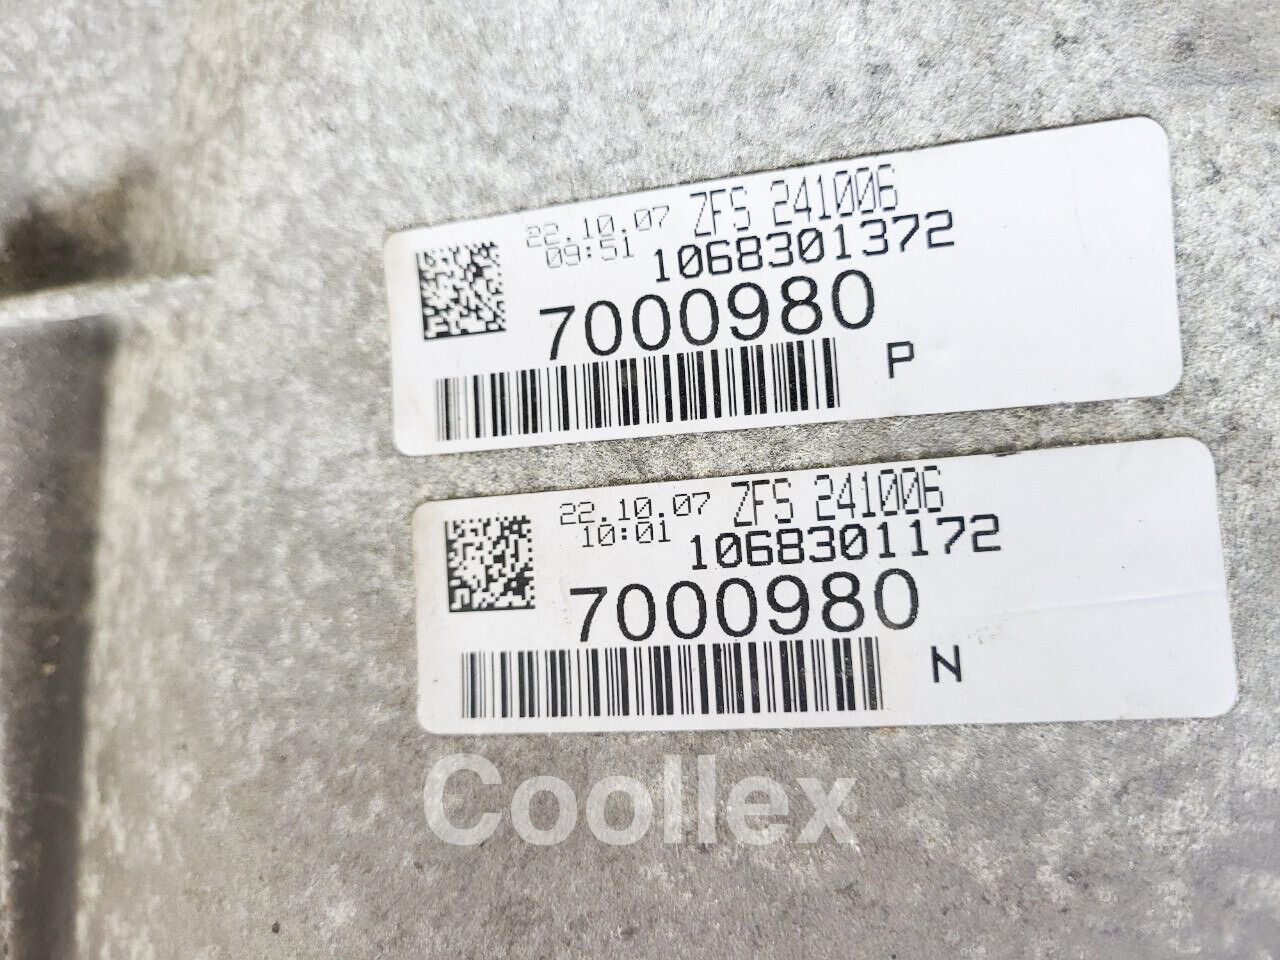 22.10.07 ZFS 241006
09:51 1068301372
7000980
P
22.10.07 ZFS 241006
10:01 1068301172
7000980
N
Coollex